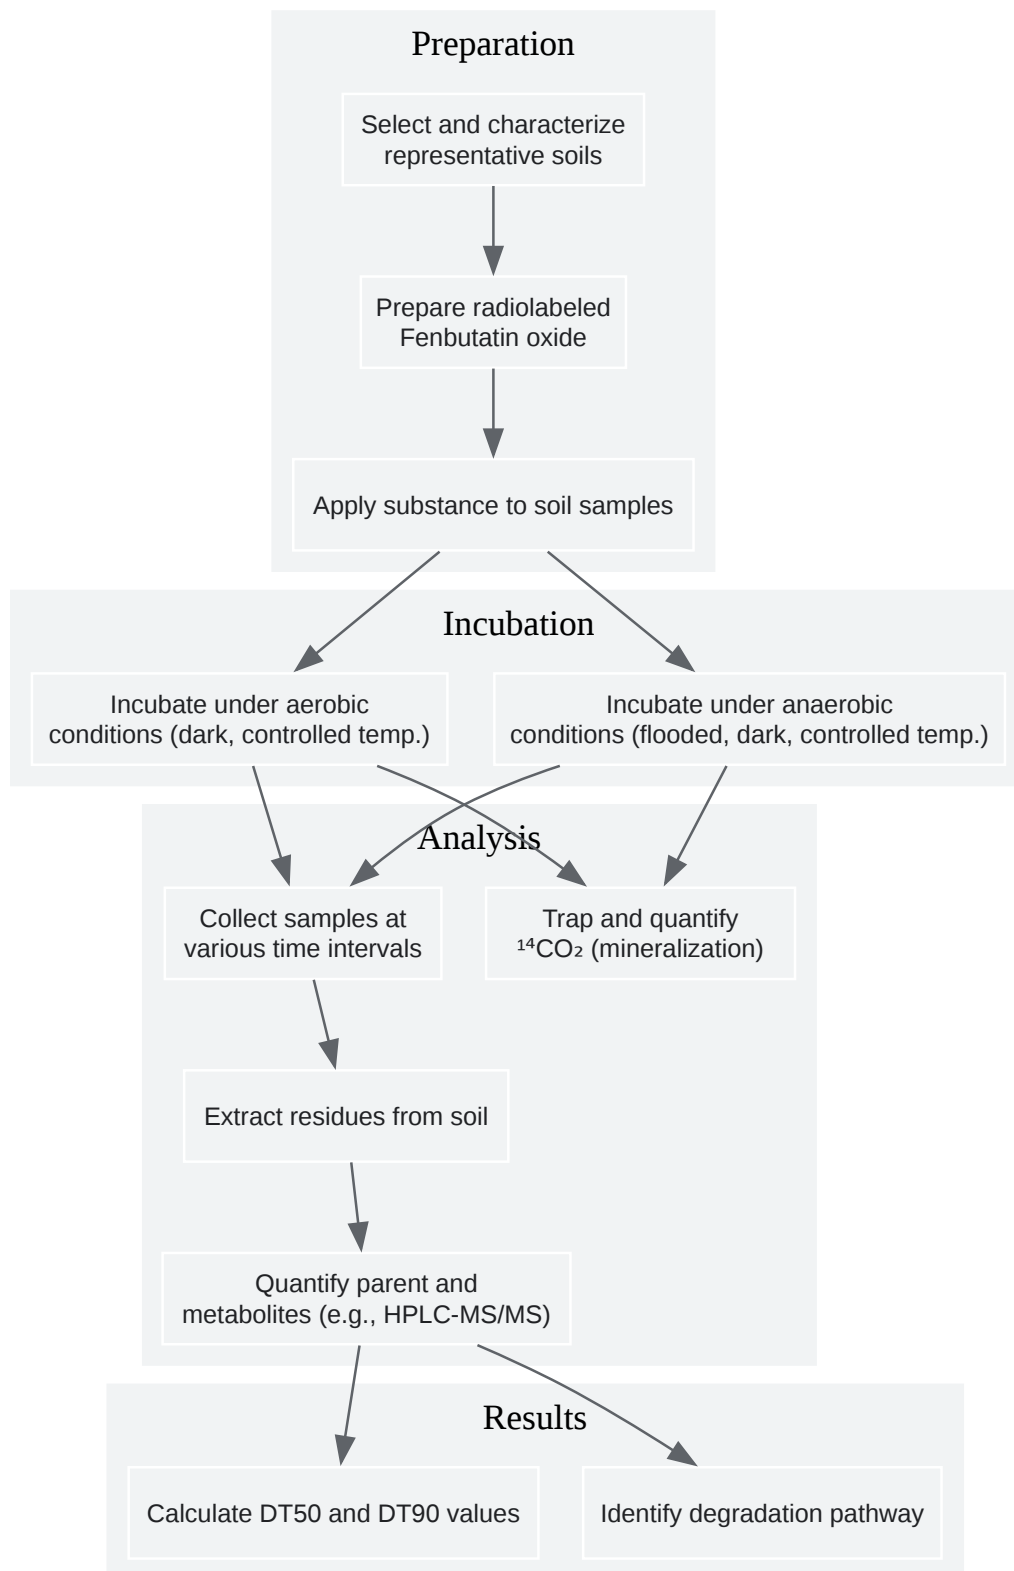 Preparation
Select and characterize
representative soils
Prepare radiolabeled
Fenbutatin oxide
Apply substance to soil samples
Incubation
Incubate under aerobic
conditions (dark, controlled temp.)
Incubate under anaerobic
conditions (flooded, dark, controlled temp.)
Analysis
Collect samples at
various time intervals
Trap and quantify
¹⁴CO₂ (mineralization)
Extract residues from soil
Quantify parent and
metabolites (e.g., HPLC-MS/MS)
Results
Calculate DT50 and DT90 values
Identify degradation pathway